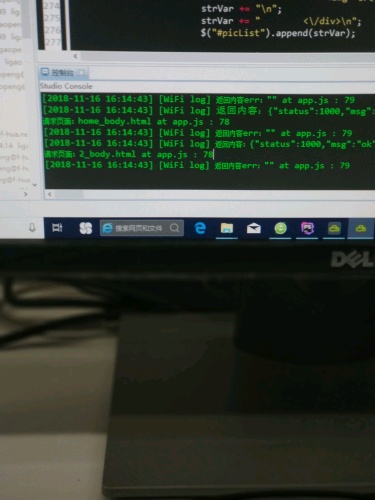 274
275
276
277
strVar += "\n";
strVar += " <\/div>\n";
$("#picList").append(strVar);
控制台
Studio Console
[2018-11-16 16:14:43] [WiFi log] 返回内容err: "" at app.js : 79
[2018-11-16 16:14:43] [WiFi log] 返回内容: {"status":1000,"msg":
请求页面: home_body.html at app.js : 78
[2018-11-16 16:14:43] [WiFi log] 返回内容err: "" at app.js : 79
[2018-11-16 16:14:43] [WiFi log] 返回内容: {"status":1000,"msg":"ok"
请求页面: 2_body.html at app.js : 78
[2018-11-16 16:14:43] [WiFi log] 返回内容err: "" at app.js : 79
搜索网页和文件
DELL